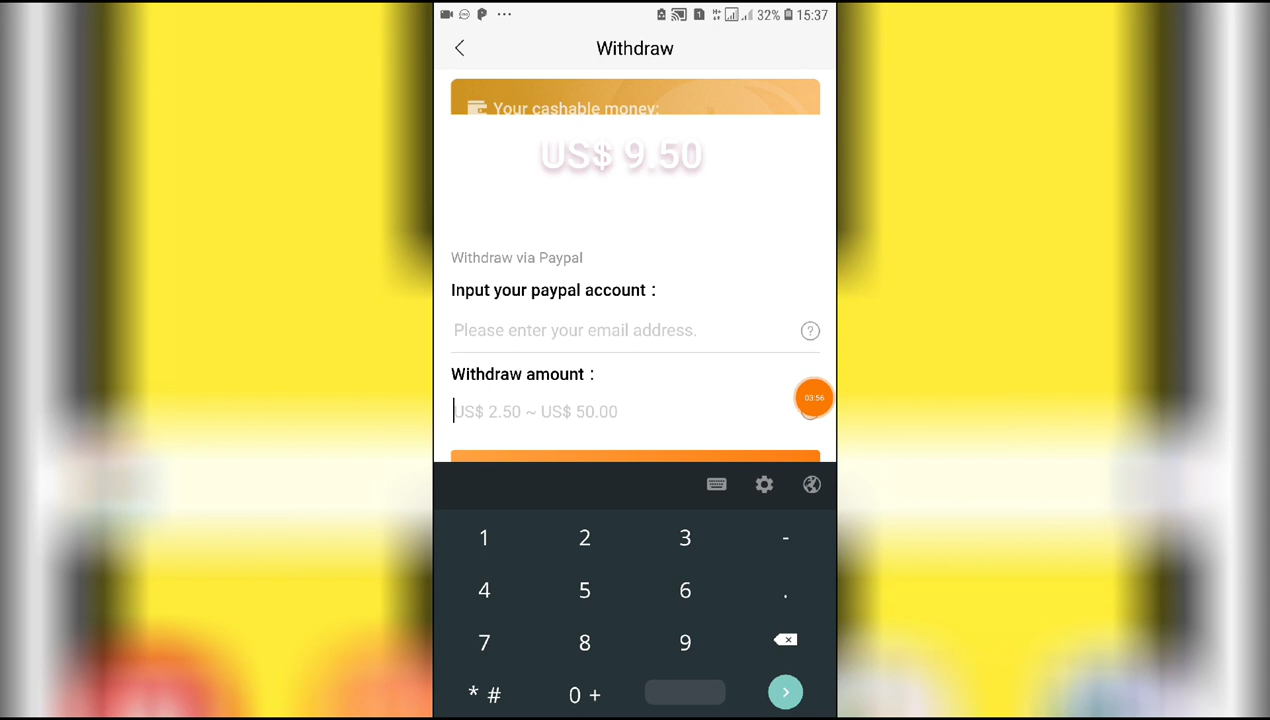 32% 15:37
Withdraw
Your cashable money:
US$ 9.50
Withdraw via Paypal
Input your paypal account :
Please enter your email address.
?
Withdraw amount :
03:56
US$ 2.50 ~ US$ 50.00
1 2 3 -
4 5 6 .
7 8 9
* # 0 +